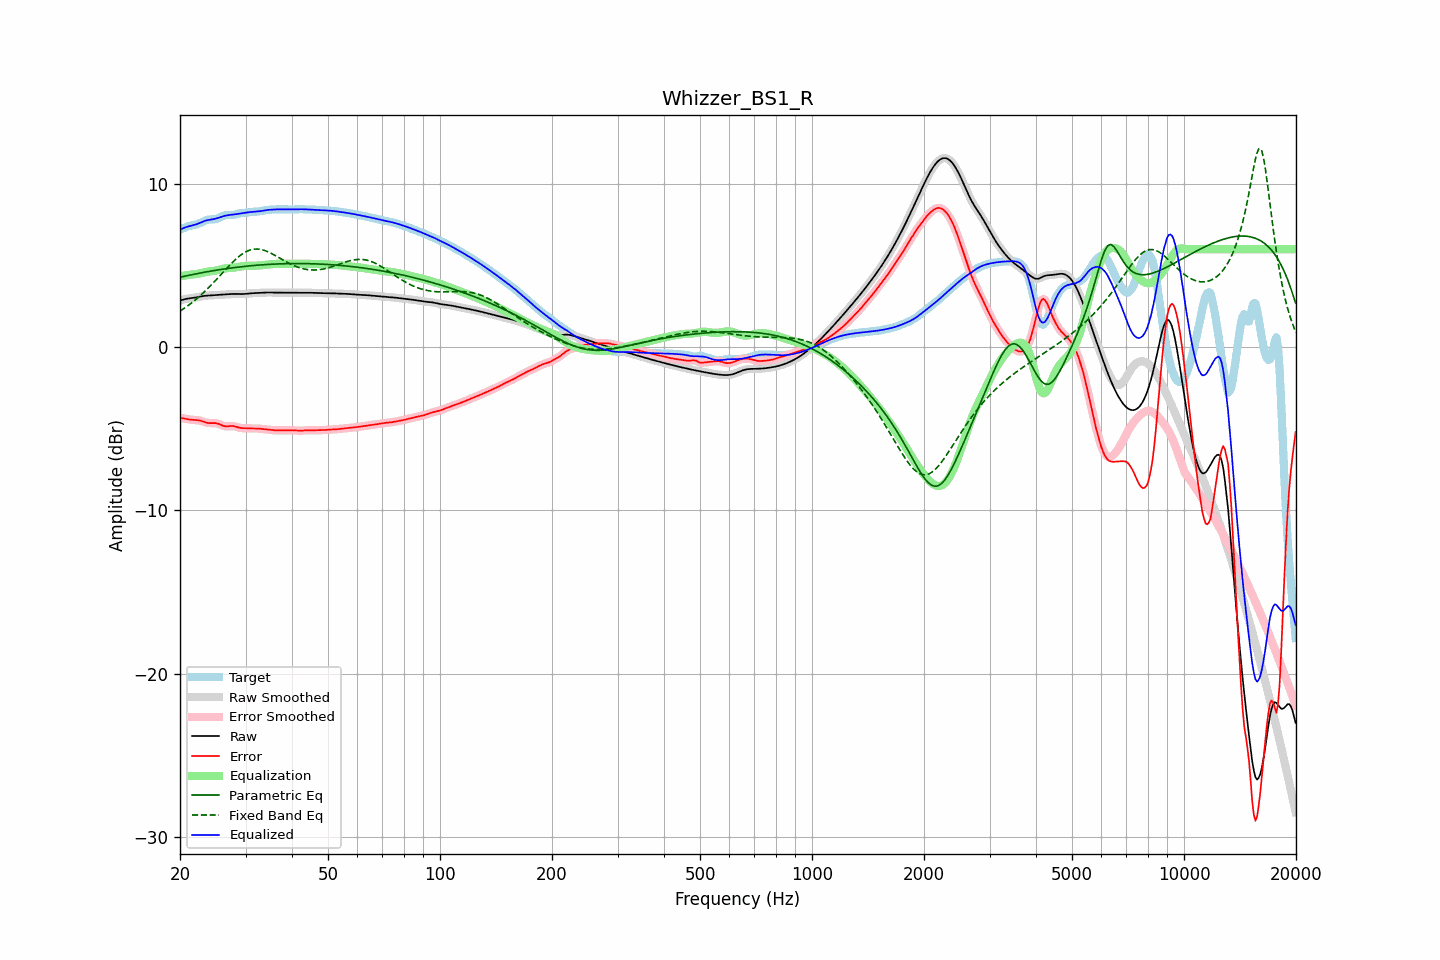 Whizzer_BS1_R
Amplitude (dBr)
10
0
−10
−20
−30
Target
Raw Smoothed
Error Smoothed
Raw
Error
Equalization
Parametric Eq
Fixed Band Eq
Equalized
20 50 100 200 500 1000 2000 5000 10000 20000
Frequency (Hz)